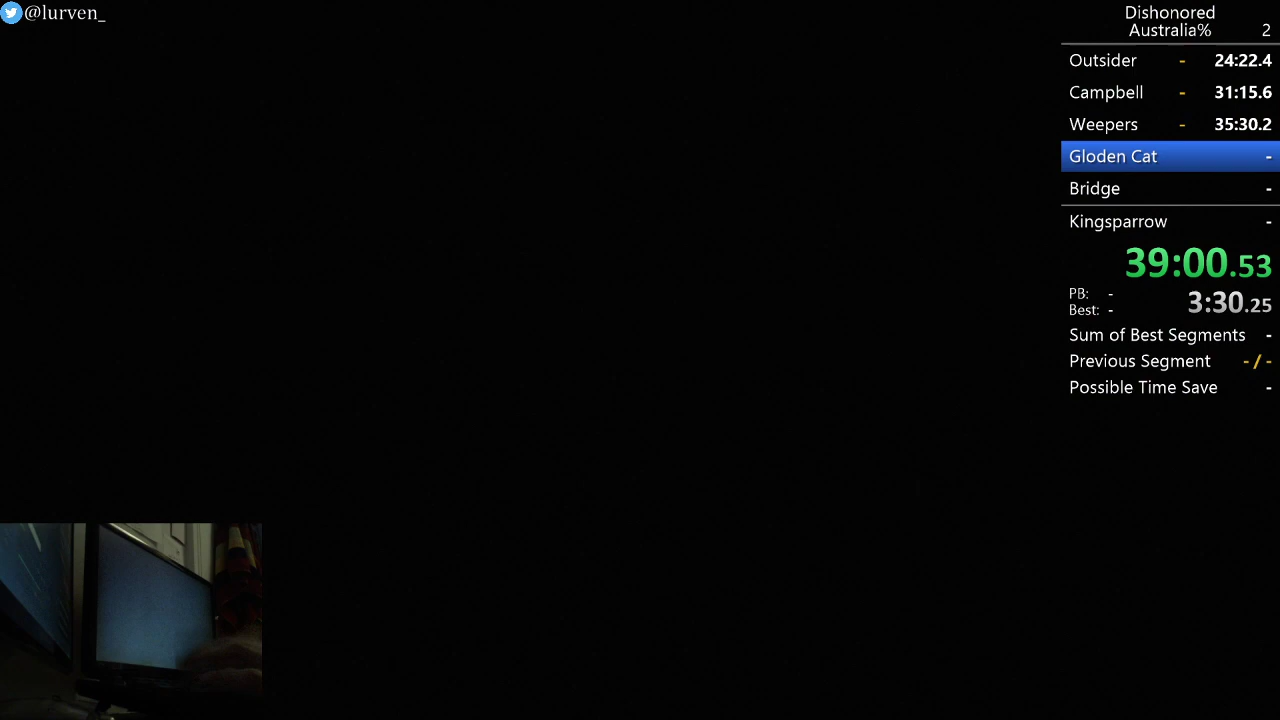 @lurven_
Dishonored
Australia% 2
Outsider - 24:22.4
Campbell - 31:15.6
Weepers - 35:30.2
Gloden Cat -
Bridge -
Kingsparrow -
39:00.53
PB: -
Best: - 3:30.25
Sum of Best Segments -
Previous Segment - / -
Possible Time Save -